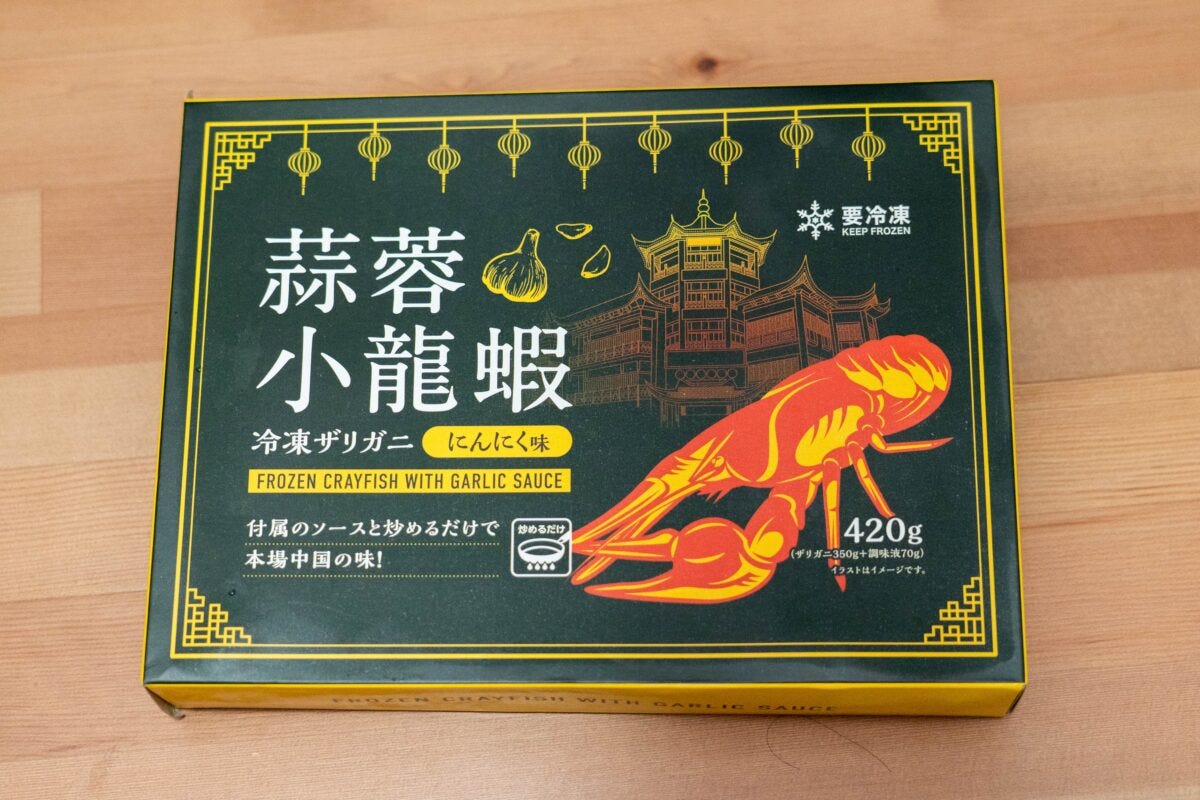 要冷凍
KEEP FROZEN
蒜蓉
小龍蝦
冷凍ザリガニ にんにく味
FROZEN CRAYFISH WITH GARLIC SAUCE
付属のソースと炒めるだけで
本場中国の味!
炒めるだけ
420g
(ザリガニ350g+調味液70g)
イラストはイメージです。
FROZEN CRAYFISH WITH GARLIC SAUCE